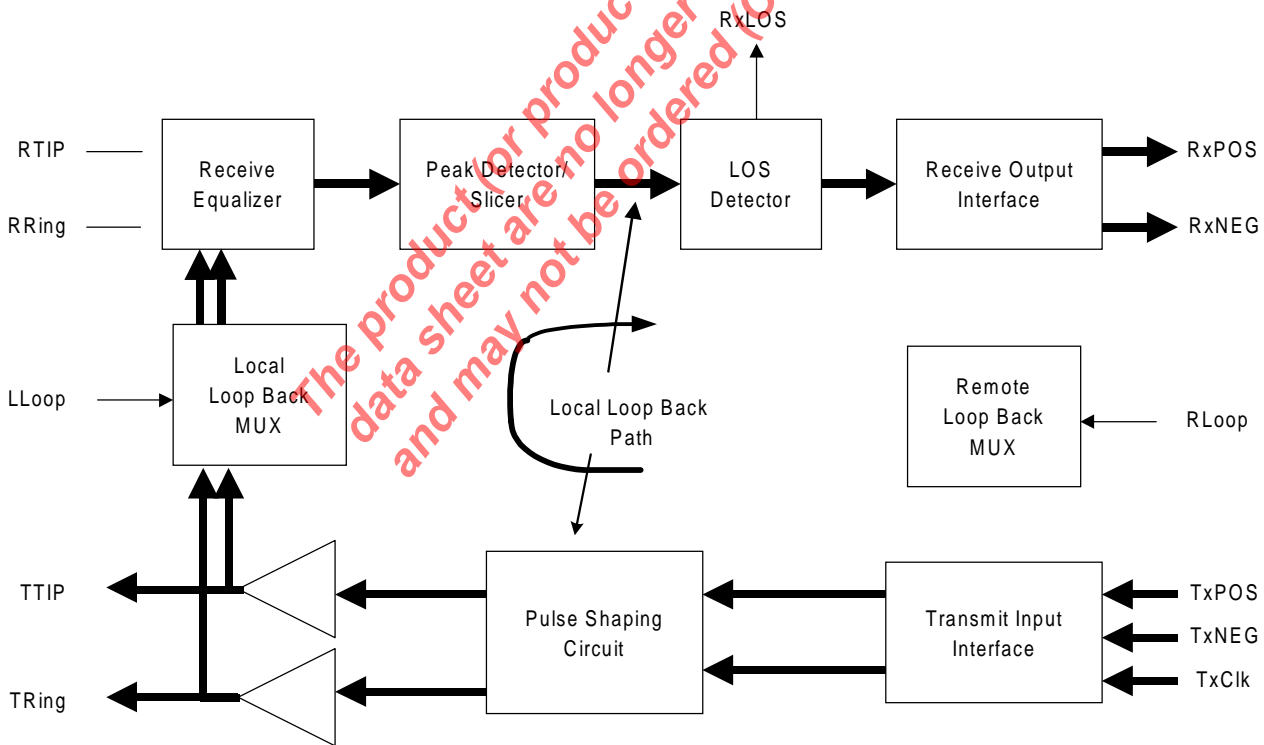 RxLOS
RTIP
RRing
Receive
Equalizer
Peak Detector/
Slicer
LOS
Detector
Receive Output
Interface
RxPOS
RxNEG
The product (or produc
data sheet are no longer
and may not be ordered (O
LLoop
Local
Loop Back
MUX
Local Loop Back
Path
Remote
Loop Back
MUX
RLoop
TTIP
TRing
Pulse Shaping
Circuit
Transmit Input
Interface
TxPOS
TxNEG
TxClk